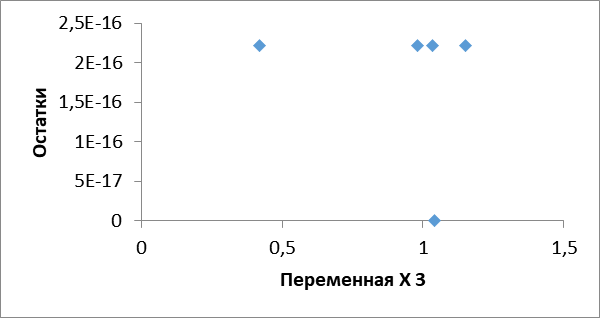 2,5E-16
2E-16
1,5E-16
1E-16
5E-17
0
0 0,5 1 1,5
Остатки
Переменная X 3